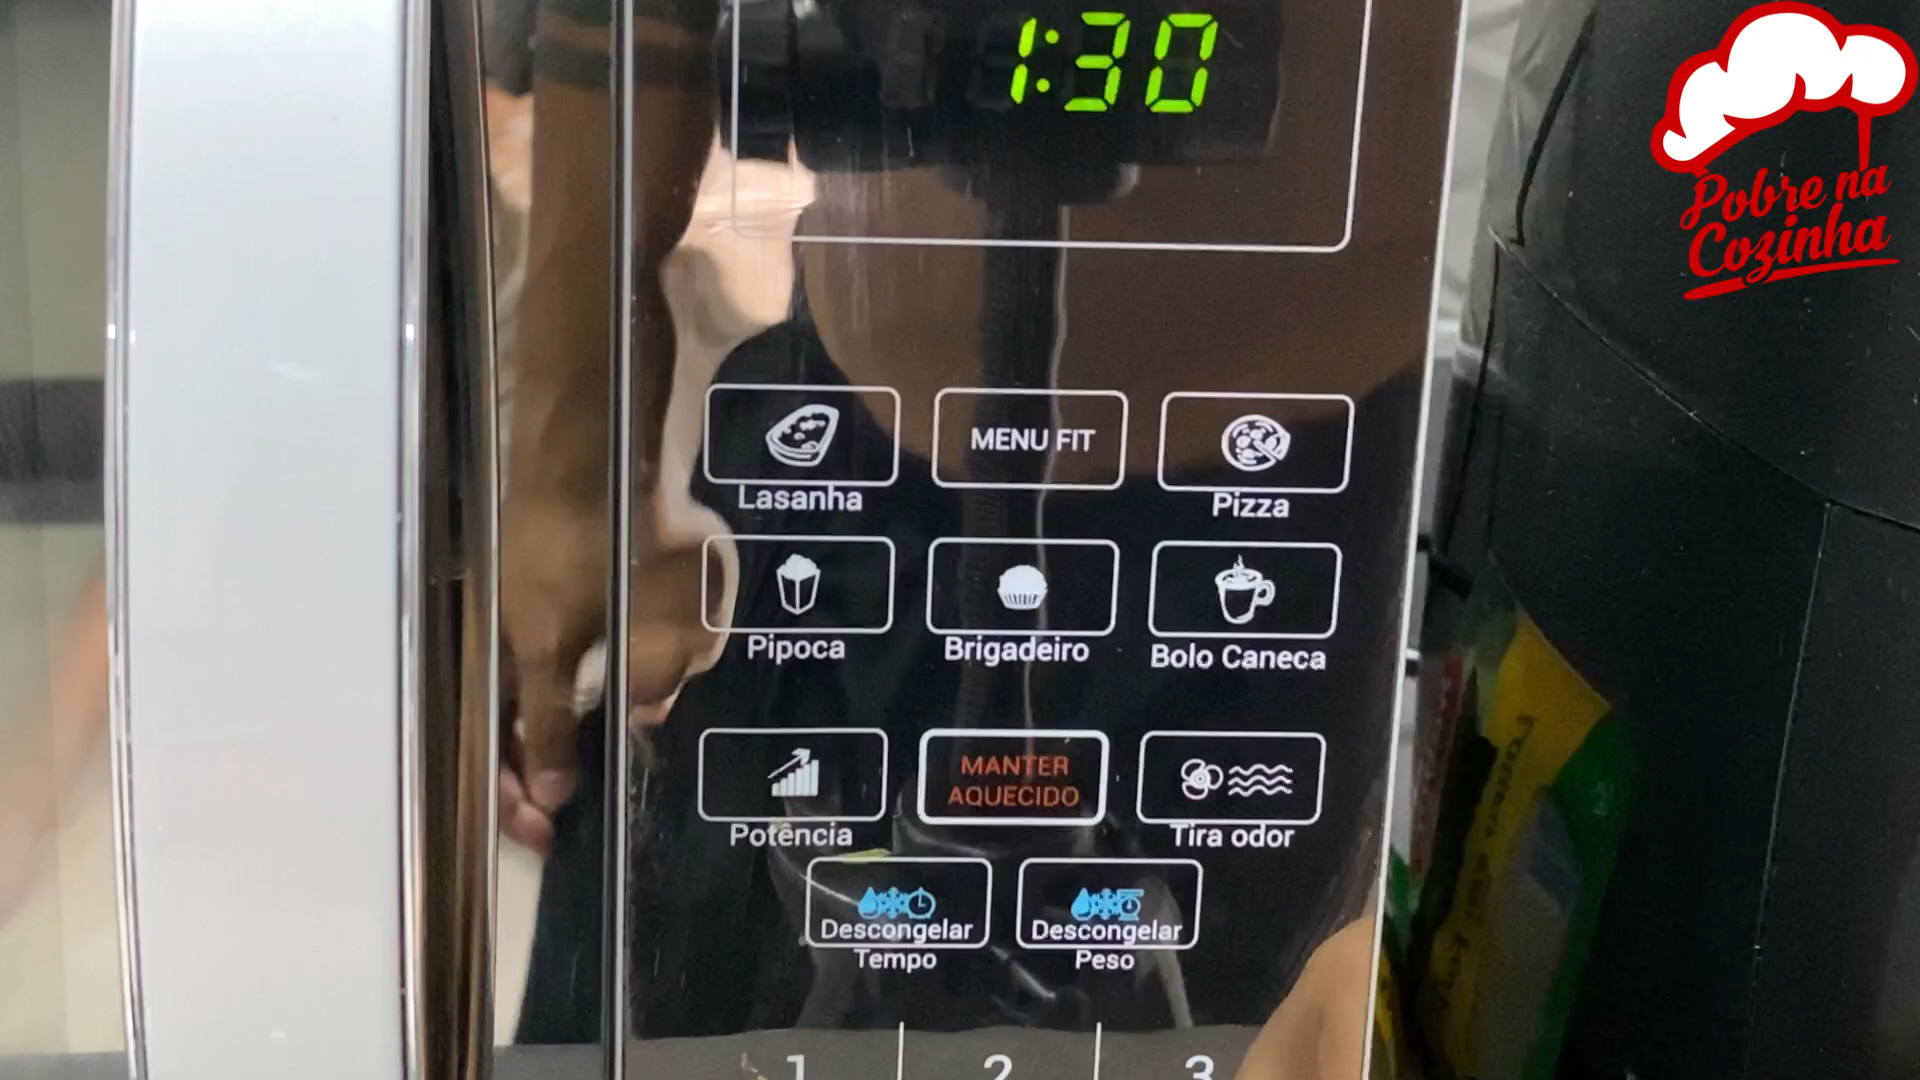 1:30
Pobre na
Cozinha
MENU FIT
Lasanha
Pizza
Pipoca
Brigadeiro
Bolo Caneca
MANTER
AQUECIDO
Potência
Tira odor
Descongelar
Tempo
Descongelar
Peso
1
2
3